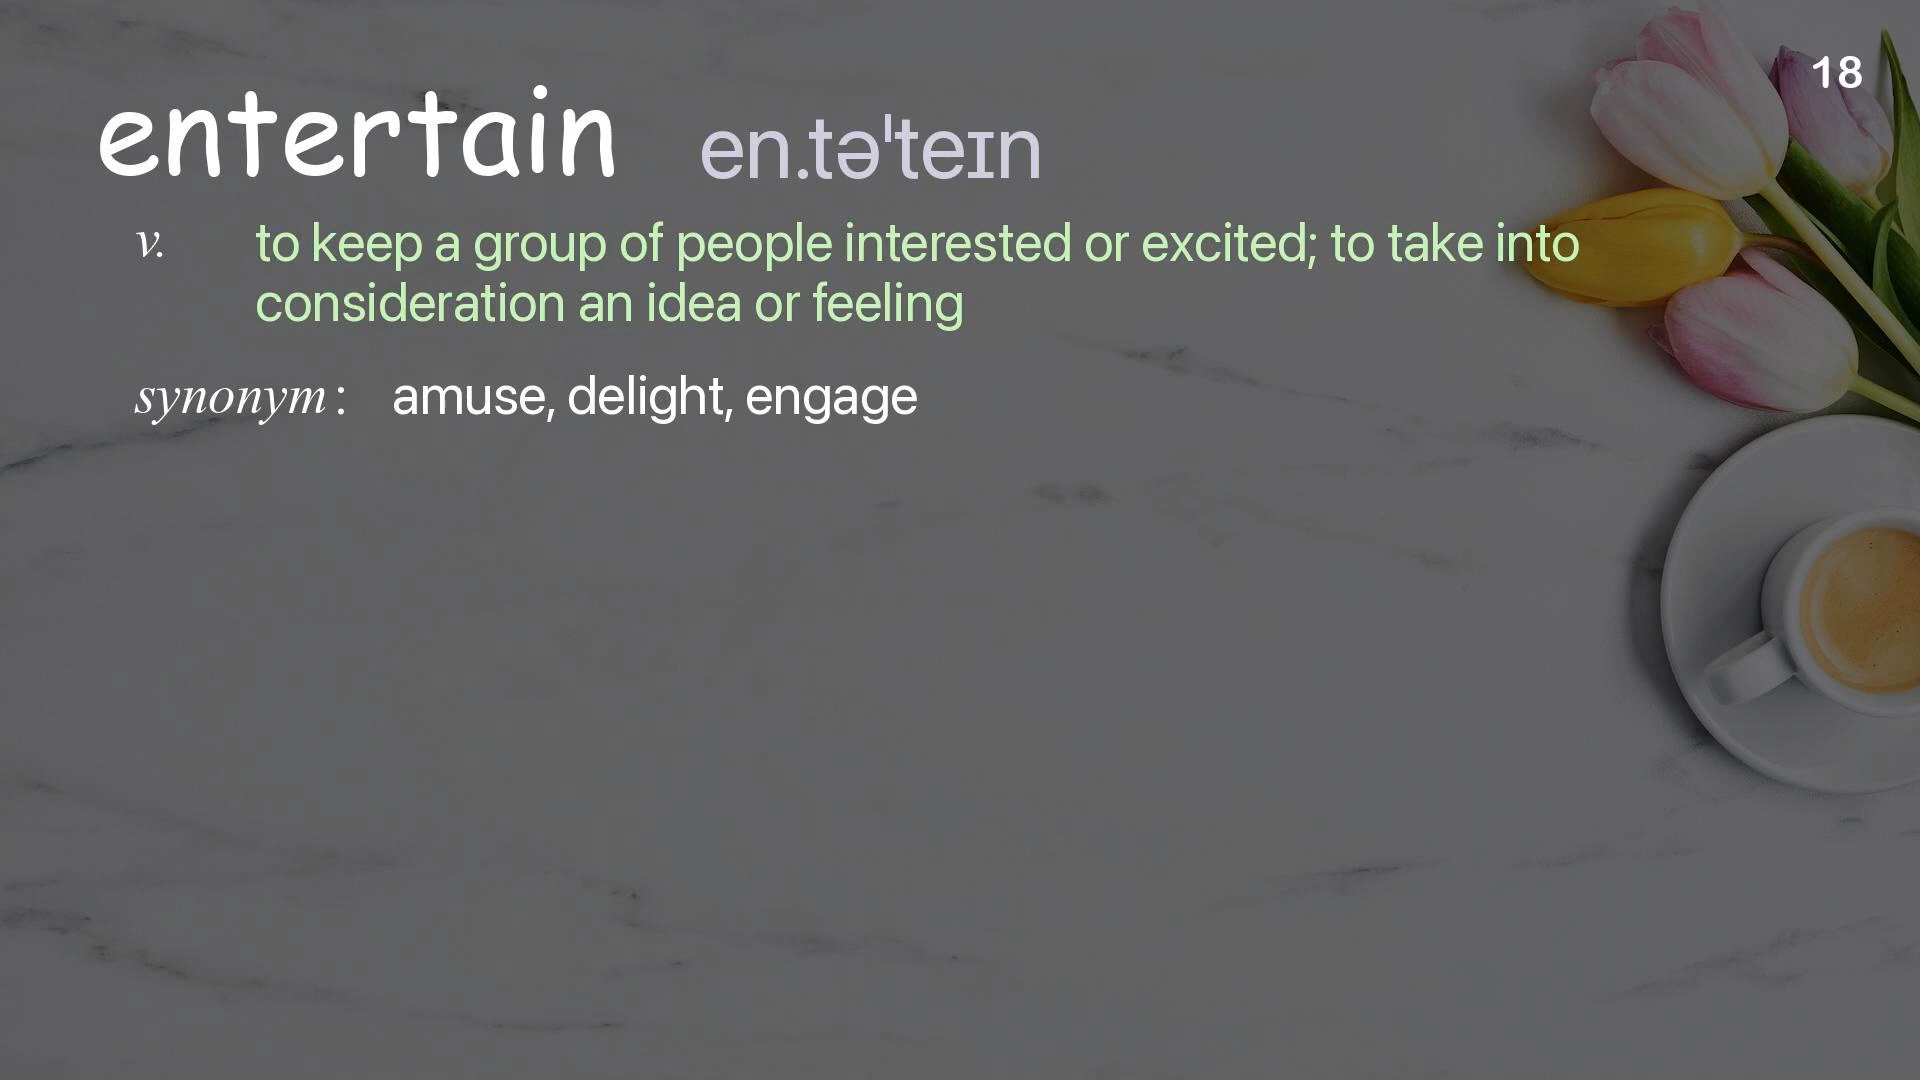 18
entertain en.təˈteɪn
v. to keep a group of people interested or excited; to take into
consideration an idea or feeling
synonym : amuse, delight, engage